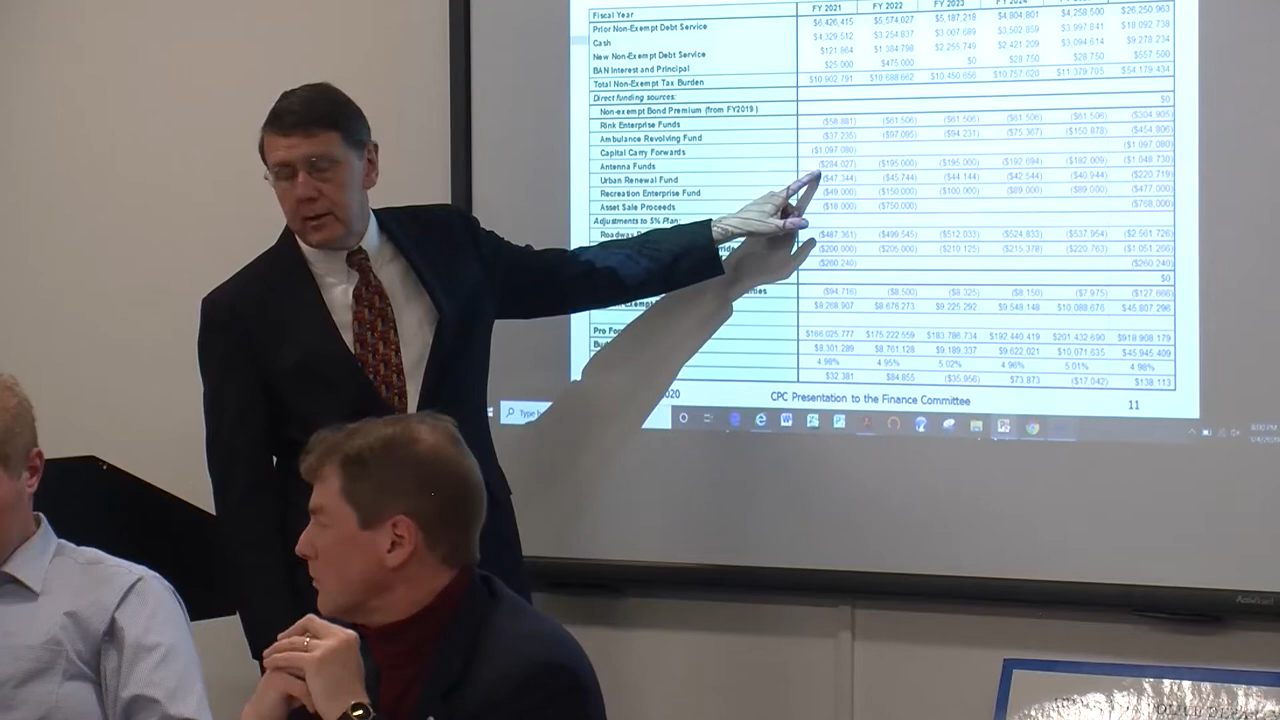 Fiscal Year FY 2021 FY 2022 FY 2023 FY 2024
Prior Non-Exempt Debt Service $6,426,415 $5,574,027 $5,187,218 $4,804,801 $4,258,500 $26,250,963
Cash $4,329,512 $3,254,837 $3,007,689 $3,502,859 $3,997,841 $18,092,738
New Non-Exempt Debt Service $121,864 $1,384,798 $2,255,749 $2,421,209 $3,094,614 $9,278,234
BAN Interest and Principal $25,000 $475,000 $0 $28,750 $28,750 $557,500
Total Non-Exempt Tax Burden $10,902,791 $10,688,662 $10,450,656 $10,757,620 $11,379,705 $54,179,434
Direct funding sources:
Non-exempt Bond Premium (from FY2019) $0
Rink Enterprise Funds ($58,881) ($61,506) ($61,506) ($61,506) ($61,506) ($304,905)
Ambulance Revolving Fund ($37,235) ($97,095) ($94,231) ($75,367) ($150,878) ($454,806)
Capital Carry Forwards ($1,097,080) ($1,097,080)
Antenna Funds ($284,027) ($195,000) ($195,000) ($192,694) ($182,009) ($1,048,730)
Urban Renewal Fund ($47,344) ($45,744) ($44,144) ($42,544) ($40,944) ($220,719)
Recreation Enterprise Fund ($49,000) ($150,000) ($100,000) ($89,000) ($89,000) ($477,000)
Asset Sale Proceeds ($18,000) ($750,000) ($768,000)
Adjustments to 5% Plan:
($487,361) ($499,545) ($512,033) ($524,833) ($537,954) ($2,561,726)
($200,000) ($205,000) ($210,125) ($215,378) ($220,763) ($1,051,266)
($260,240) ($260,240)
$0
($94,716) ($8,500) ($8,325) ($8,150) ($7,975) ($127,666)
$8,268,907 $8,676,273 $9,225,292 $9,548,148 $10,088,676 $45,807,296
Pro $166,025,777 $175,222,559 $183,786,734 $192,440,419 $201,432,690 $918,908,179
$8,301,289 $8,761,128 $9,189,337 $9,622,021 $10,071,635 $45,945,409
4.98% 4.95% 5.02% 4.96% 5.01% 4.98%
$32,381 $84,855 ($35,956) $73,873 ($17,042) $138,113
CPC Presentation to the Finance Committee 11
Type
8:00 PM